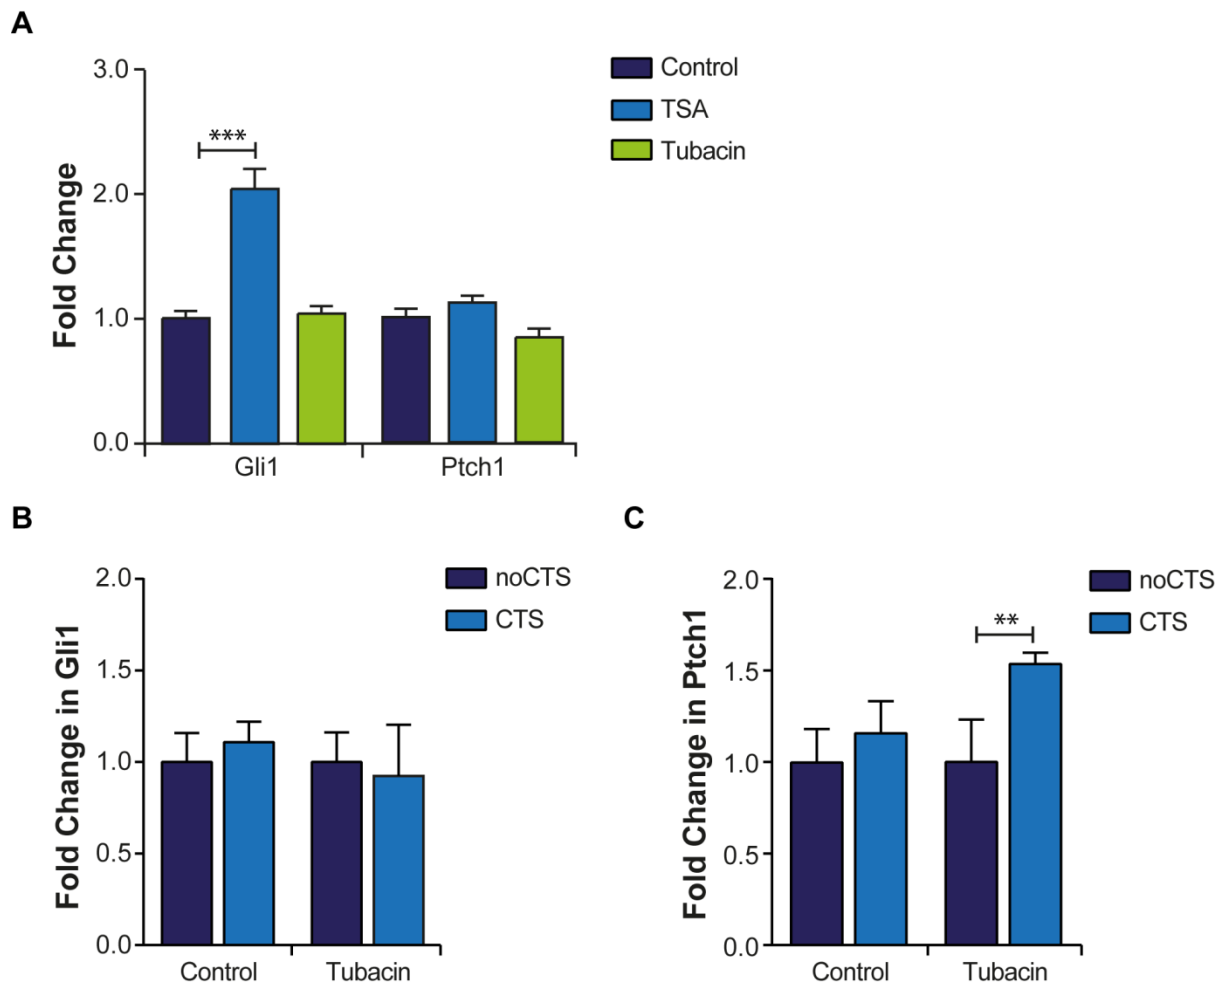 A
Fold Change
3.0
2.0
1.0
0.0
***
Gli1
Ptch1
Control
TSA
Tubacin
B
Fold Change in Gli1
2.0
1.5
1.0
0.5
0.0
Control
Tubacin
noCTS
CTS
C
Fold Change in Ptch1
2.0
1.5
1.0
0.5
0.0
**
Control
Tubacin
noCTS
CTS